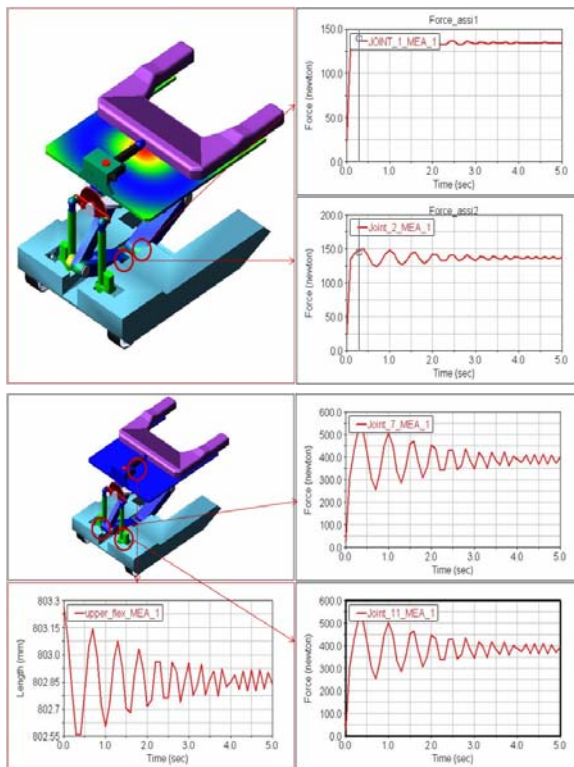 Force_assi1
JOINT_1_MEA_1
Force (newton)
150.0
100.0
50.0
0.0
0.0 1.0 2.0 3.0 4.0 5.0
Time (sec)
Force_assi2
Joint_2_MEA_1
Force (newton)
200.0
150.0
100.0
50.0
0.0
0.0 1.0 2.0 3.0 4.0 5.0
Time (sec)
Joint_7_MEA_1
Force (newton)
600.0
500.0
400.0
300.0
200.0
100.0
0.0
0.0 1.0 2.0 3.0 4.0 5.0
Time (sec)
upper_flex_MEA_1
Length (mm)
803.3
803.15
803.0
802.85
802.7
802.55
0.0 1.0 2.0 3.0 4.0 5.0
Time (sec)
Joint_11_MEA_1
Force (newton)
600.0
500.0
400.0
300.0
200.0
100.0
0.0
0.0 1.0 2.0 3.0 4.0 5.0
Time (sec)